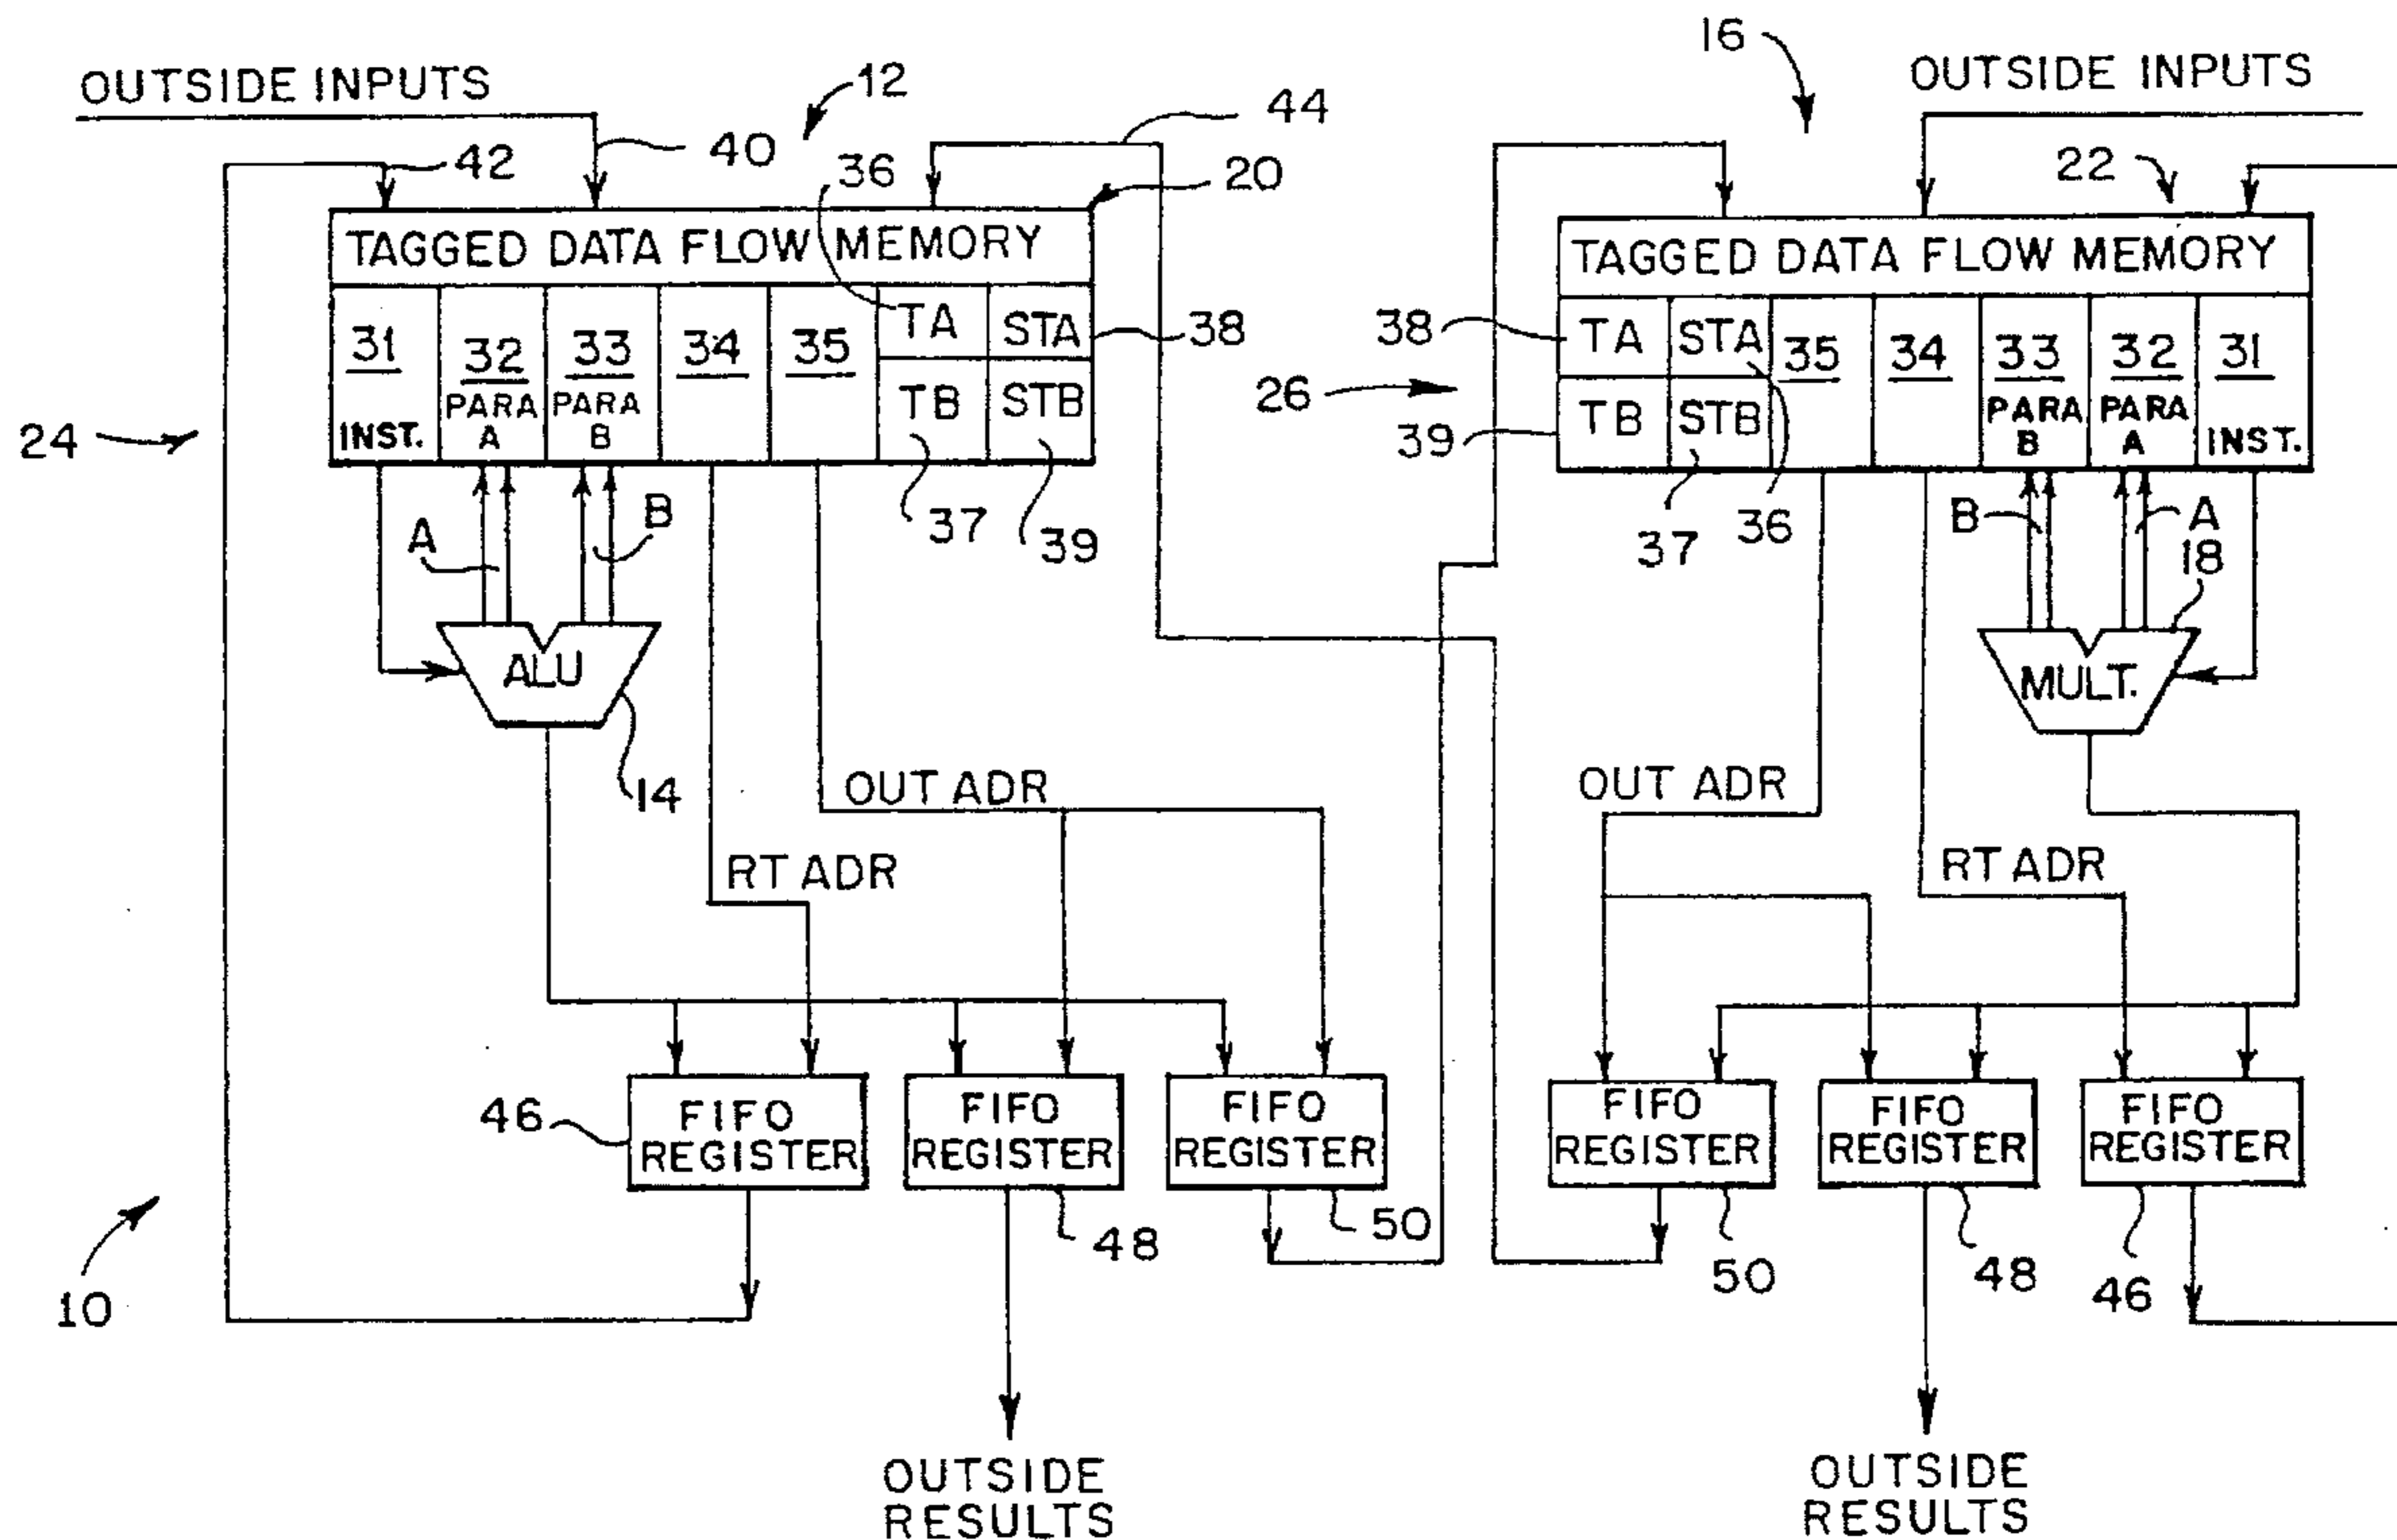 16
OUTSIDE INPUTS
12
OUTSIDE INPUTS
44
42
40
36
20
22
TAGGED DATA FLOW MEMORY
TAGGED DATA FLOW MEMORY
31
INST.
32
PARA
A
33
PARA
B
34
35
TA
STA
TB
STB
38
38
TA
STA
TB
STB
35
34
33
PARA
B
32
PARA
A
31
INST.
26
39
24
A
B
37
39
37
36
B
A
18
ALU
MULT.
14
OUT ADR
OUT ADR
RT ADR
RT ADR
46
FIFO
REGISTER
FIFO
REGISTER
FIFO
REGISTER
FIFO
REGISTER
FIFO
REGISTER
FIFO
REGISTER
48
50
50
48
46
10
OUTSIDE
RESULTS
OUTSIDE
RESULTS